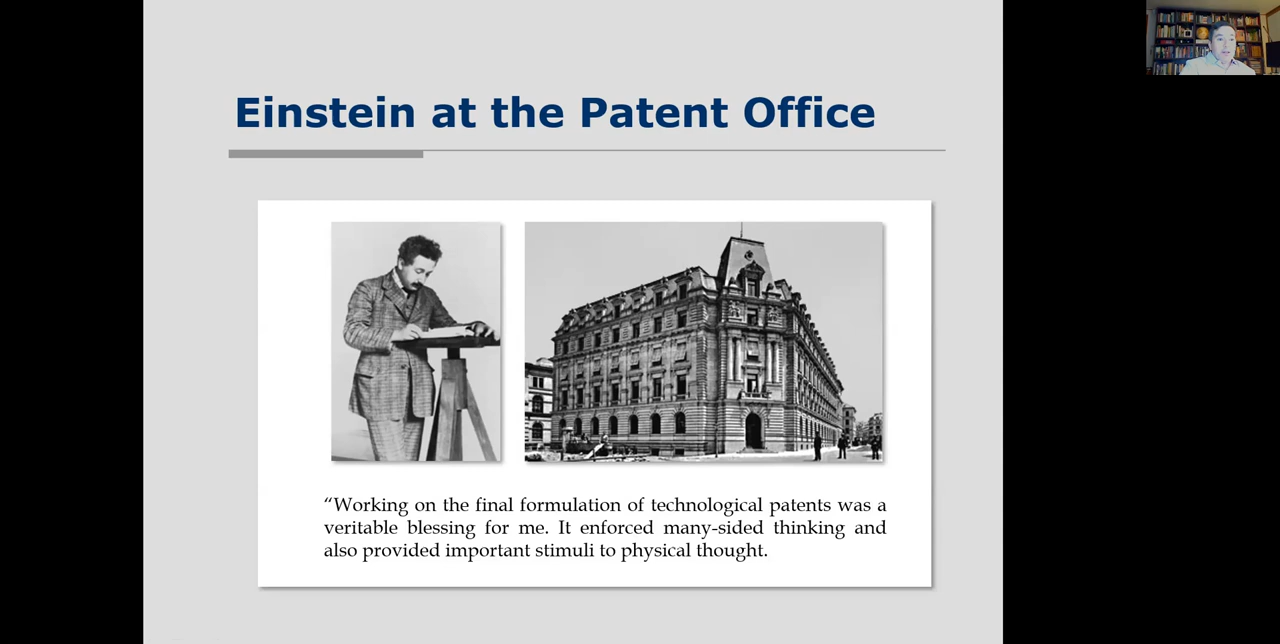 Einstein at the Patent Office
“Working on the final formulation of technological patents was a
veritable blessing for me. It enforced many-sided thinking and
also provided important stimuli to physical thought.